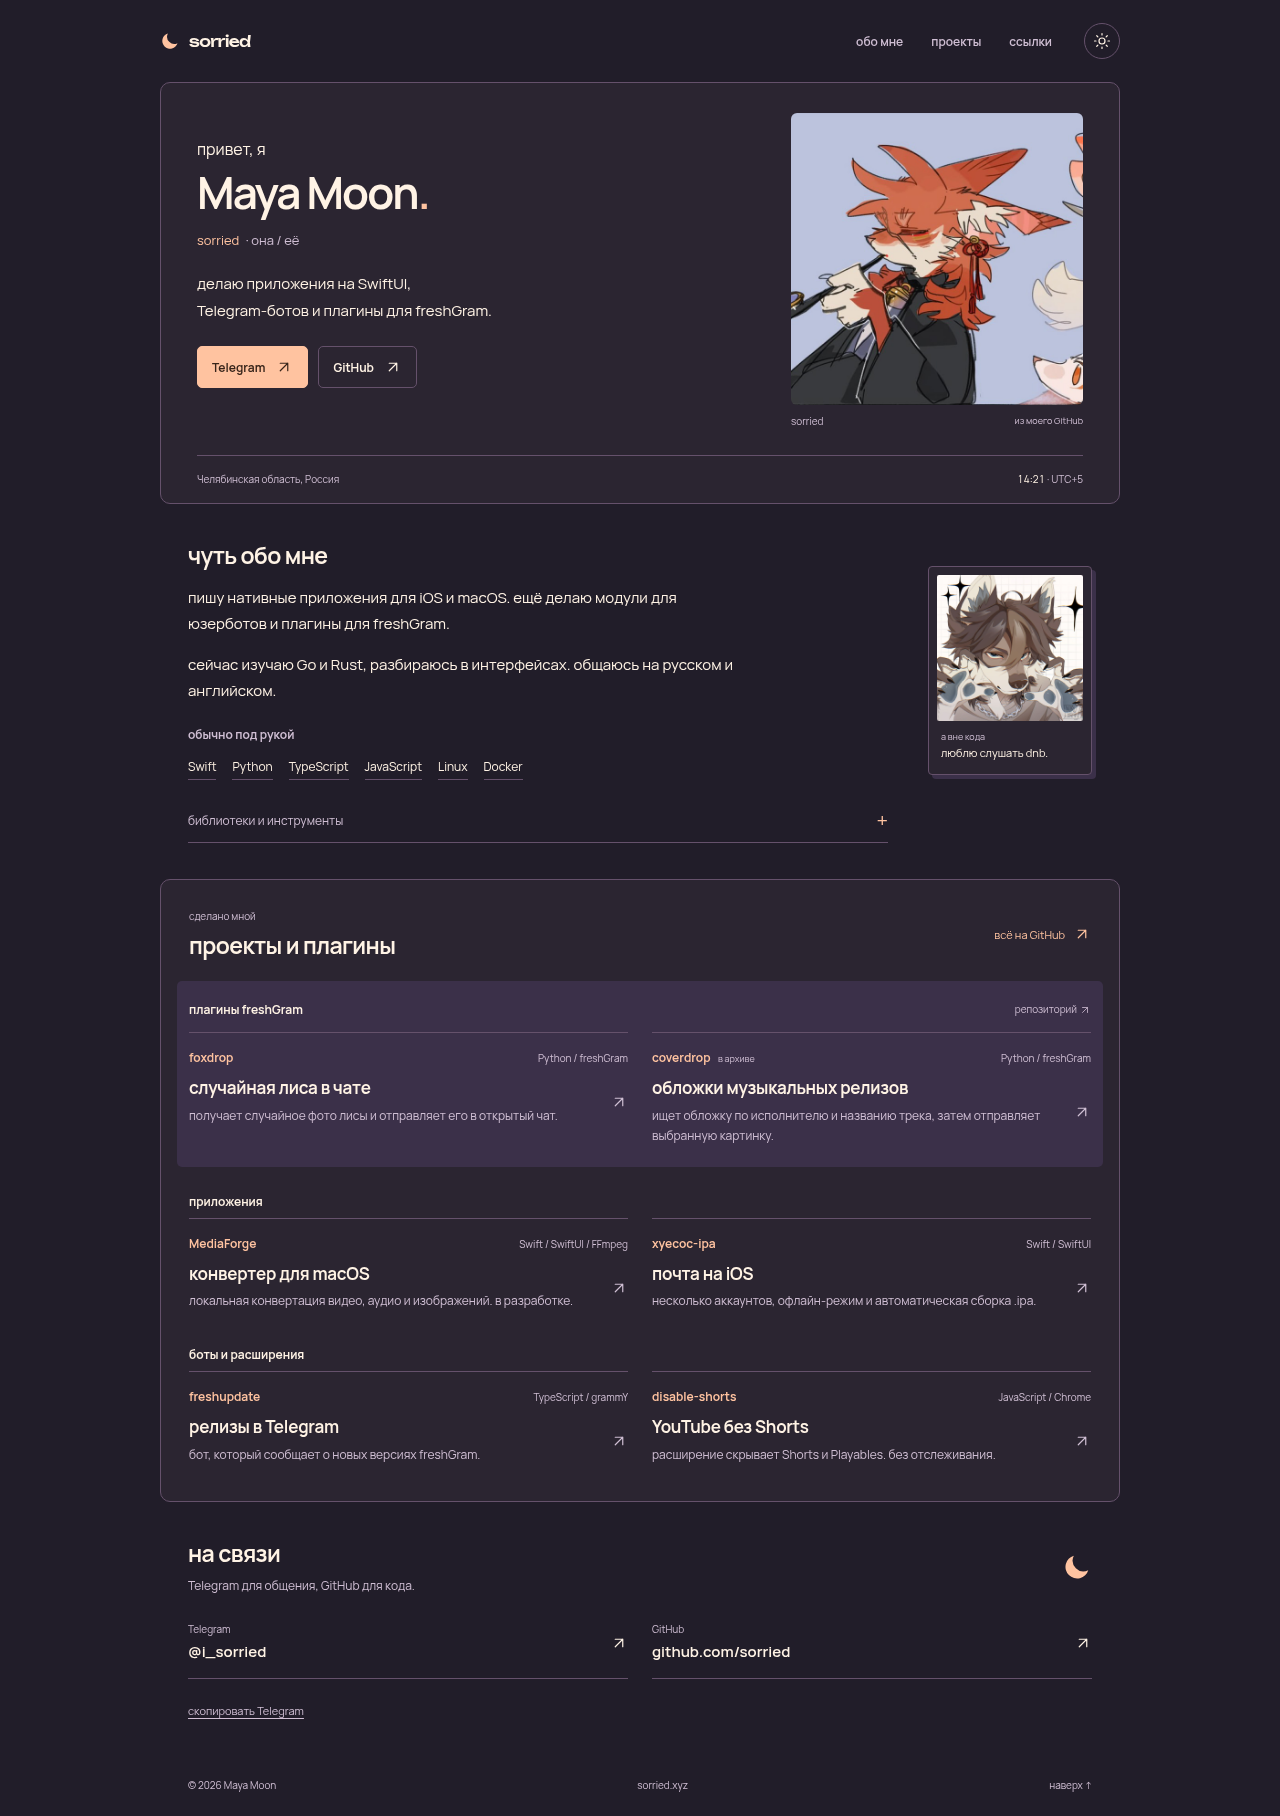 sorried
обо мне
проекты
ссылки
привет, я
Maya Moon.
sorried · она / её
делаю приложения на SwiftUI,
Telegram-ботов и плагины для freshGram.
Telegram
GitHub
sorried
из моего GitHub
Челябинская область, Россия
14:21 · UTC+5
чуть обо мне
пишу нативные приложения для iOS и macOS. ещё делаю модули для
юзерботов и плагины для freshGram.
сейчас изучаю Go и Rust, разбираюсь в интерфейсах. общаюсь на русском и
английском.
обычно под рукой
Swift
Python
TypeScript
JavaScript
Linux
Docker
библиотеки и инструменты
+
а вне кода
люблю слушать dnb.
сделано мной
проекты и плагины
всё на GitHub
плагины freshGram
репозиторий
foxdrop
Python / freshGram
случайная лиса в чате
получает случайное фото лисы и отправляет его в открытый чат.
coverdrop в архиве
Python / freshGram
обложки музыкальных релизов
ищет обложку по исполнителю и названию трека, затем отправляет
выбранную картинку.
приложения
MediaForge
Swift / SwiftUI / FFmpeg
конвертер для macOS
локальная конвертация видео, аудио и изображений. в разработке.
xyecoc-ipa
Swift / SwiftUI
почта на iOS
несколько аккаунтов, офлайн-режим и автоматическая сборка .ipa.
боты и расширения
freshupdate
TypeScript / grammY
релизы в Telegram
бот, который сообщает о новых версиях freshGram.
disable-shorts
JavaScript / Chrome
YouTube без Shorts
расширение скрывает Shorts и Playables. без отслеживания.
на связи
Telegram для общения, GitHub для кода.
Telegram
@i_sorried
GitHub
github.com/sorried
скопировать Telegram
© 2026 Maya Moon
sorried.xyz
наверх ↑